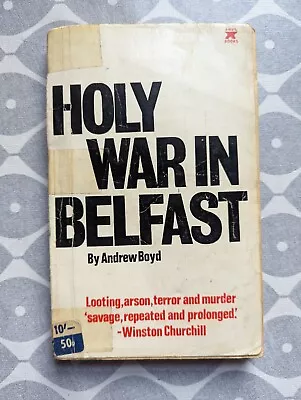 HOLY
WAR IN
BELFAST
By Andrew Boyd
Looting, arson, terror and murder
'savage, repeated and prolonged.'
-Winston Churchill
10/-
50